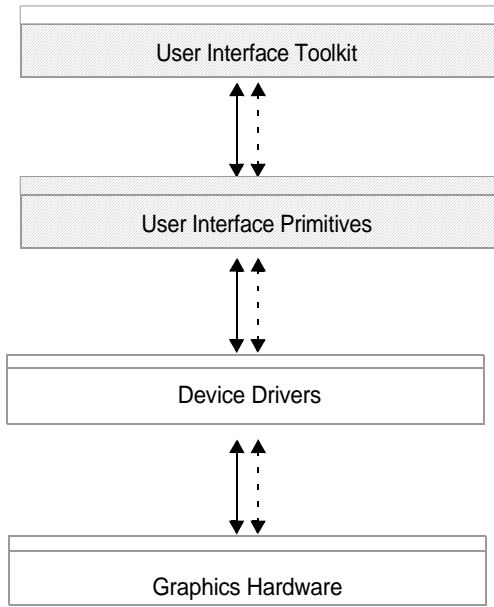 User Interface Toolkit
User Interface Primitives
Device Drivers
Graphics Hardware